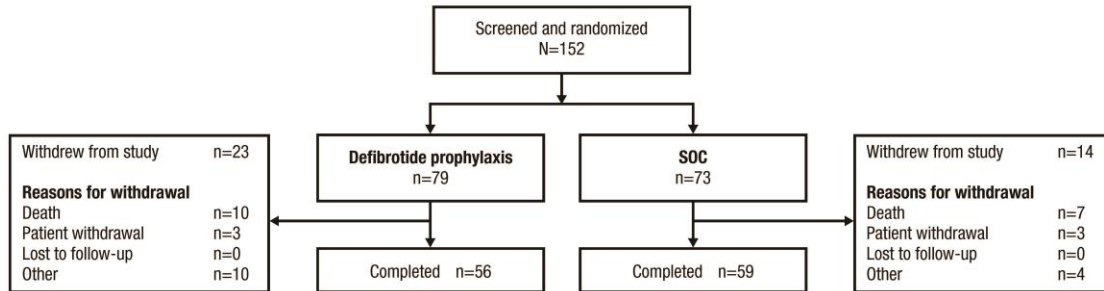 Screened and randomized
N=152
Defibrotide prophylaxis
n=79
SOC
n=73
Withdrew from study n=23
Reasons for withdrawal
Death n=10
Patient withdrawal n=3
Lost to follow-up n=0
Other n=10
Withdrew from study n=14
Reasons for withdrawal
Death n=7
Patient withdrawal n=3
Lost to follow-up n=0
Other n=4
Completed n=56
Completed n=59